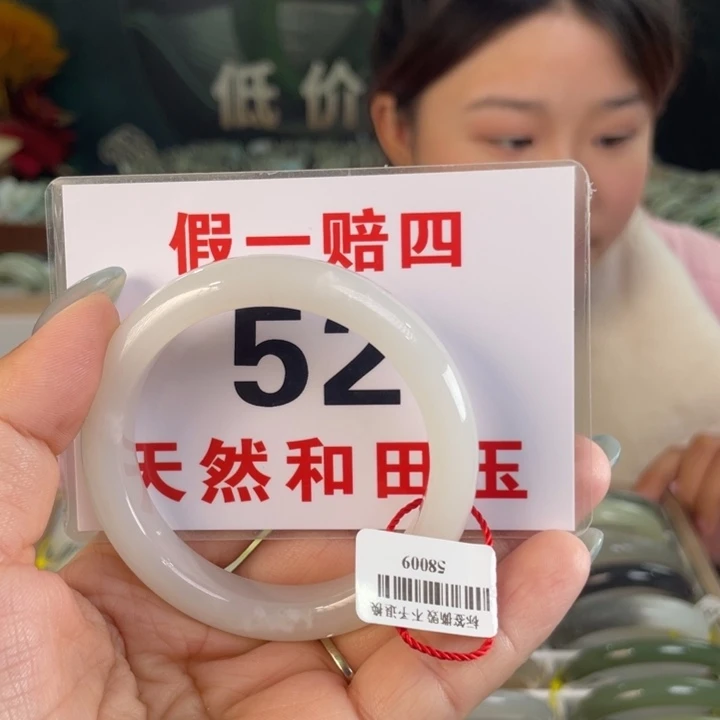 低价
假一赔四
52
天然和田玉
58009
标签撕毁 不予退换